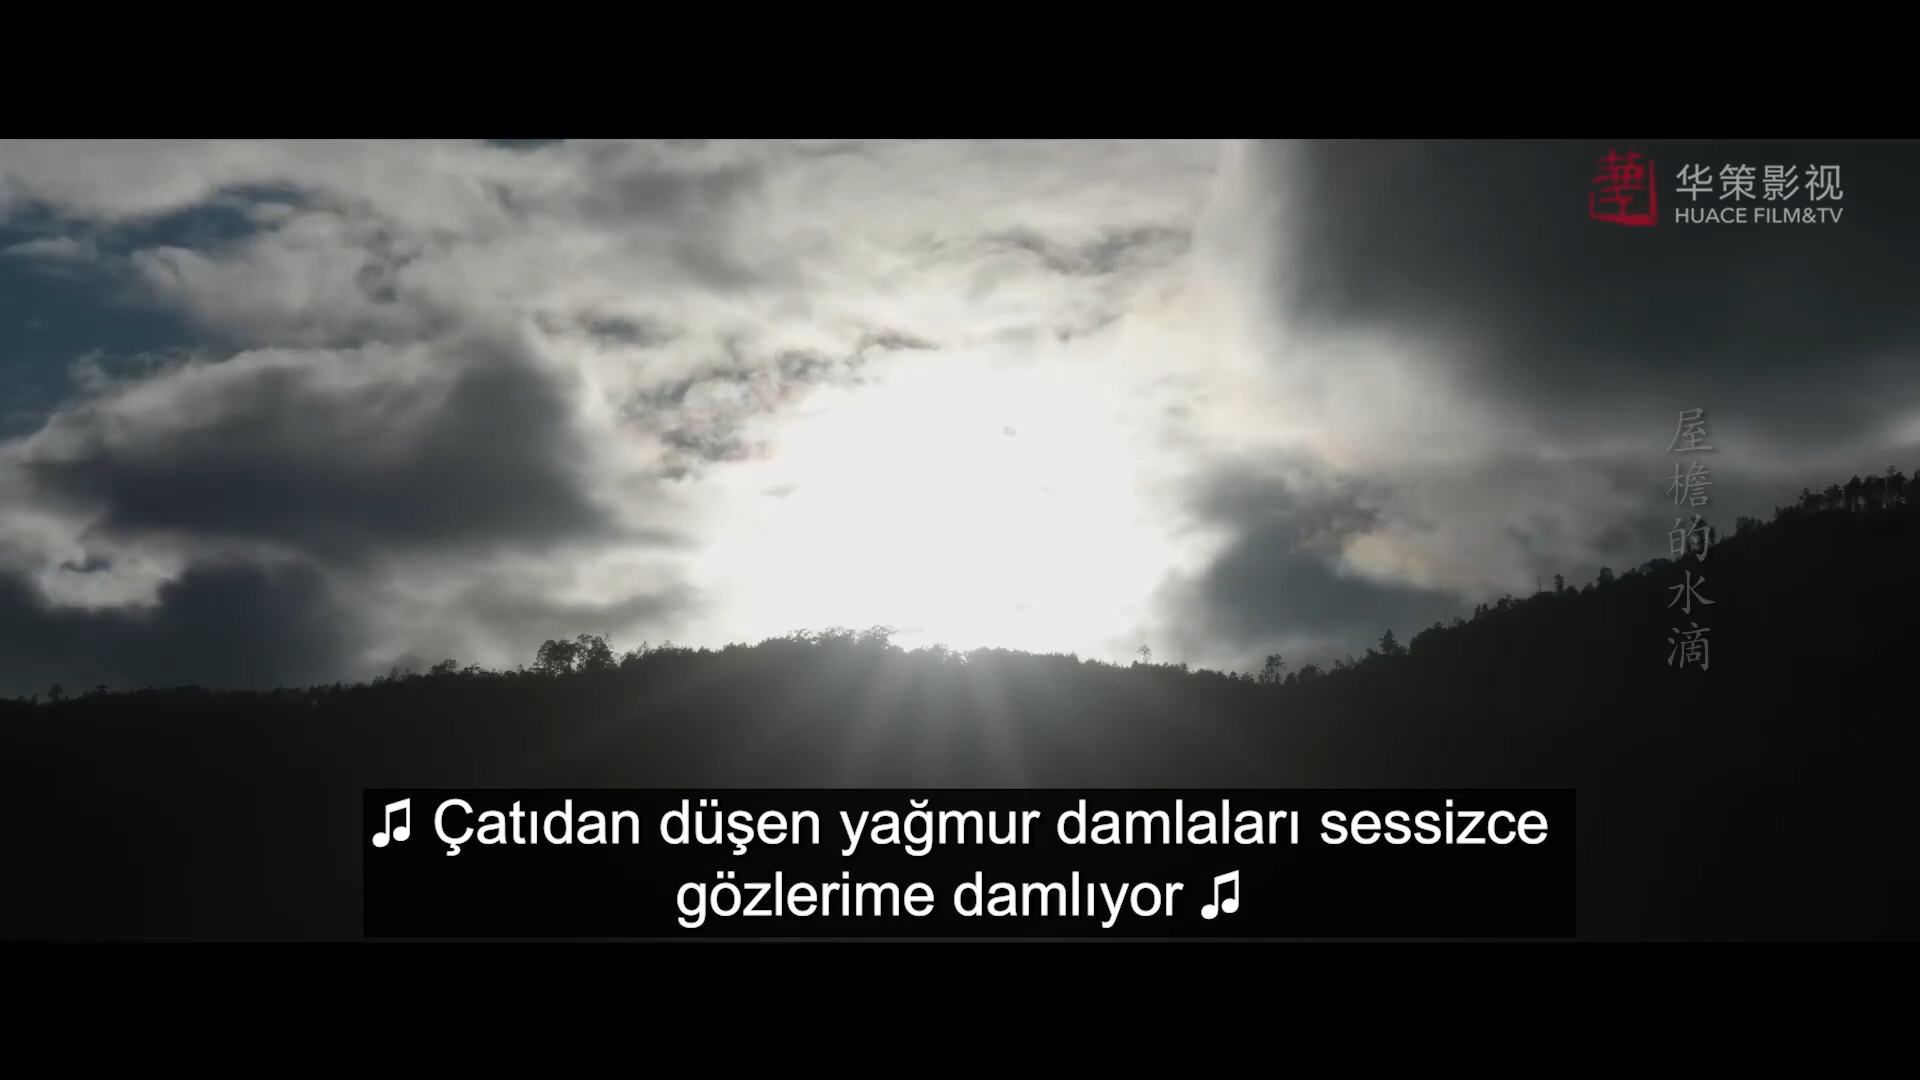 华策影视
HUACE FILM&TV
屋檐的水滴
♫ Çatıdan düşen yağmur damlaları sessizce
gözlerime damlıyor ♫